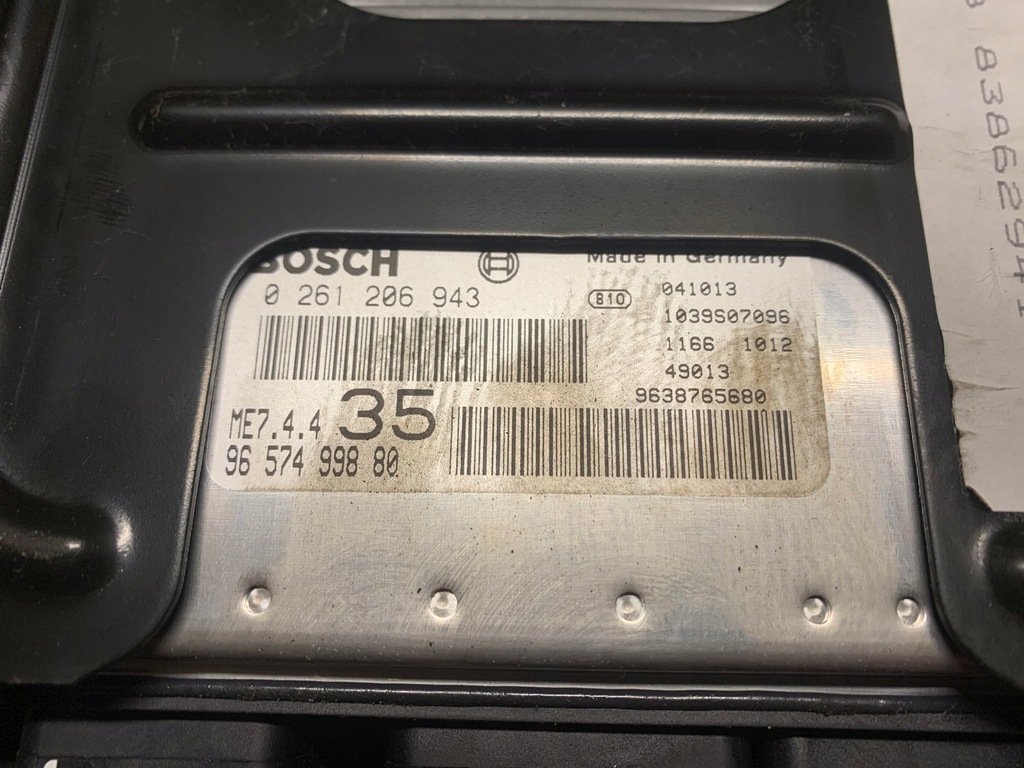 BOSCH
Made in Germany
0 261 206 943
810
041013
1039S07096
1166 1012
49013
9638765680
ME7.4.4 35
96 574 998 80
83862941